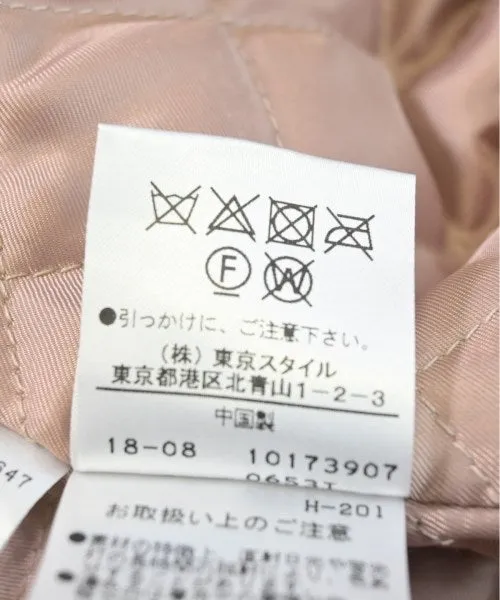 F W
●引っかけに、ご注意下さい。
（株）東京スタイル
東京都港区北青山1-2-3
中国製
18-08 10173907
H-201
647
お取扱い上のご注意